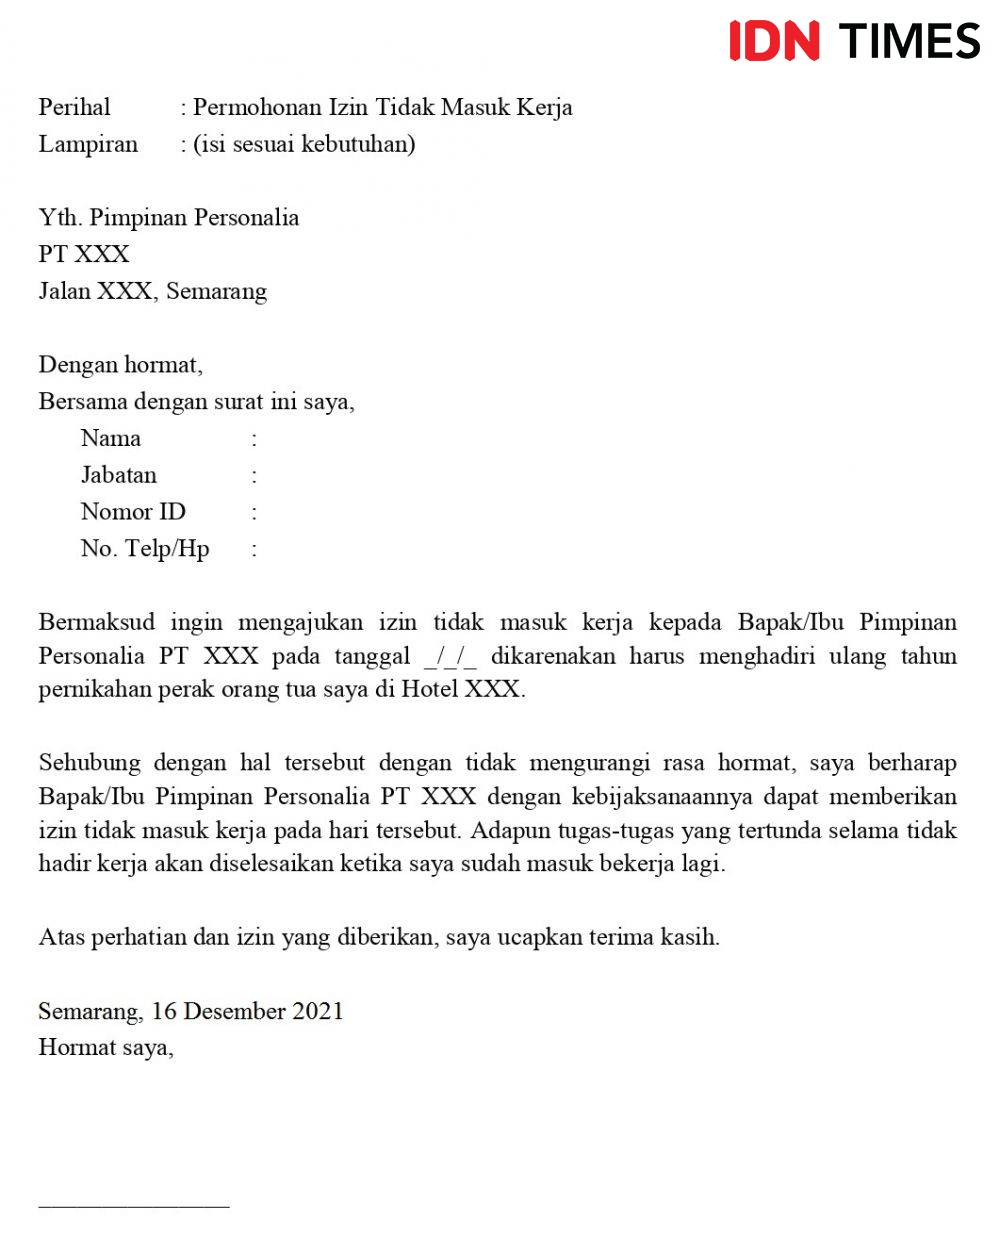 IDN TIMES
Perihal : Permohonan Izin Tidak Masuk Kerja
Lampiran : (isi sesuai kebutuhan)
Yth. Pimpinan Personalia
PT XXX
Jalan XXX, Semarang
Dengan hormat,
Bersama dengan surat ini saya,
Nama :
Jabatan :
Nomor ID :
No. Telp/Hp :
Bermaksud ingin mengajukan izin tidak masuk kerja kepada Bapak/Ibu Pimpinan
Personalia PT XXX pada tanggal _/_/_ dikarenakan harus menghadiri ulang tahun
pernikahan perak orang tua saya di Hotel XXX.
Sehubung dengan hal tersebut dengan tidak mengurangi rasa hormat, saya berharap
Bapak/Ibu Pimpinan Personalia PT XXX dengan kebijaksanaannya dapat memberikan
izin tidak masuk kerja pada hari tersebut. Adapun tugas-tugas yang tertunda selama tidak
hadir kerja akan diselesaikan ketika saya sudah masuk bekerja lagi.
Atas perhatian dan izin yang diberikan, saya ucapkan terima kasih.
Semarang, 16 Desember 2021
Hormat saya,
_______________